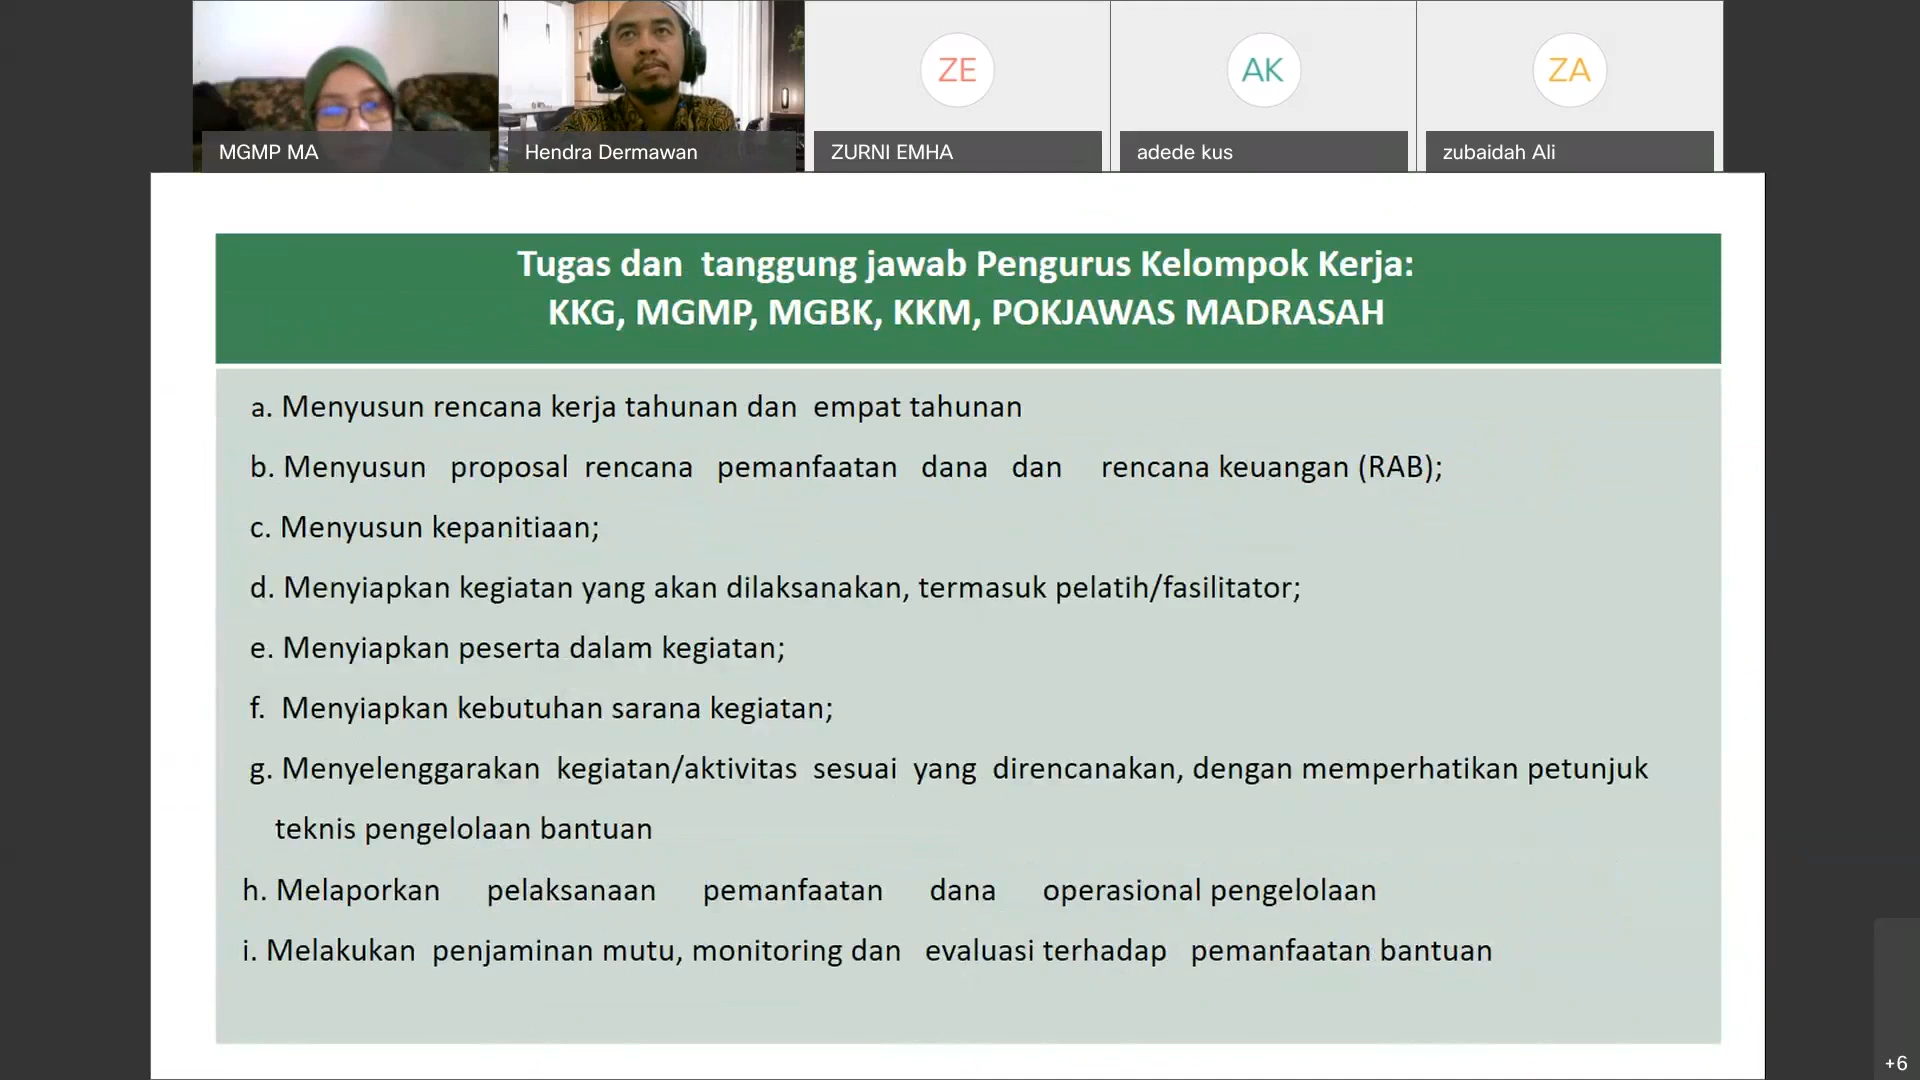 ZE
AK
ZA
MGMP MA
Hendra Dermawan
ZURNI EMHA
adede kus
zubaidah Ali
Tugas dan tanggung jawab Pengurus Kelompok Kerja:
KKG, MGMP, MGBK, KKM, POKJAWAS MADRASAH
a. Menyusun rencana kerja tahunan dan empat tahunan
b. Menyusun proposal rencana pemanfaatan dana dan rencana keuangan (RAB);
c. Menyusun kepanitiaan;
d. Menyiapkan kegiatan yang akan dilaksanakan, termasuk pelatih/fasilitator;
e. Menyiapkan peserta dalam kegiatan;
f. Menyiapkan kebutuhan sarana kegiatan;
g. Menyelenggarakan kegiatan/aktivitas sesuai yang direncanakan, dengan memperhatikan petunjuk
teknis pengelolaan bantuan
h. Melaporkan pelaksanaan pemanfaatan dana operasional pengelolaan
i. Melakukan penjaminan mutu, monitoring dan evaluasi terhadap pemanfaatan bantuan
+6